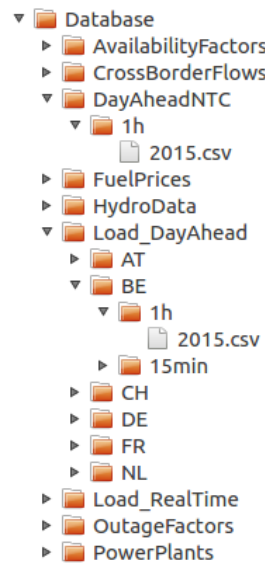 Database
AvailabilityFactors
CrossBorderFlows
DayAheadNTC
1h
2015.csv
FuelPrices
HydroData
Load_DayAhead
AT
BE
1h
2015.csv
15min
CH
DE
FR
NL
Load_RealTime
OutageFactors
PowerPlants